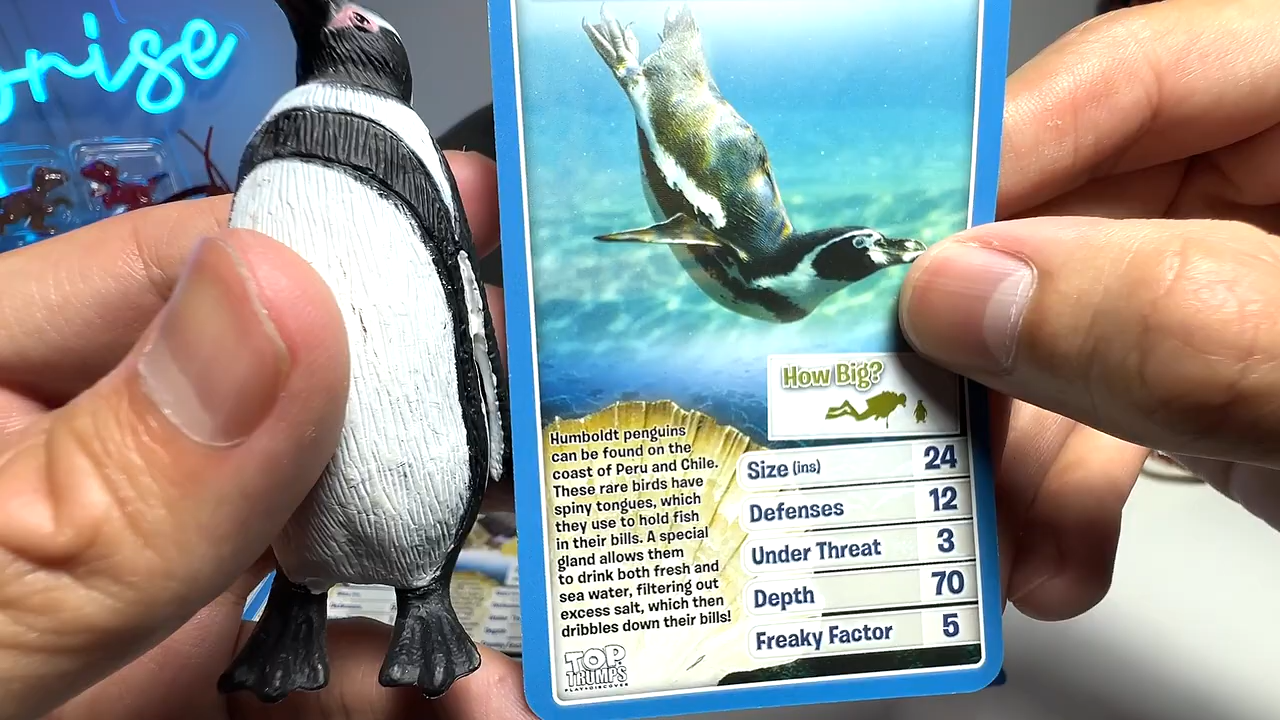 rise
How Big?
Humboldt penguins
can be found on the
coast of Peru and Chile.
These rare birds have
spiny tongues, which
they use to hold fish
in their bills. A special
gland allows them
to drink both fresh and
sea water, filtering out
excess salt, which then
dribbles down their bills!
Size (ins) 24
Defenses 12
Under Threat 3
Depth 70
Freaky Factor 5
TOP
TRUMPS
PLAY•DISCOVER